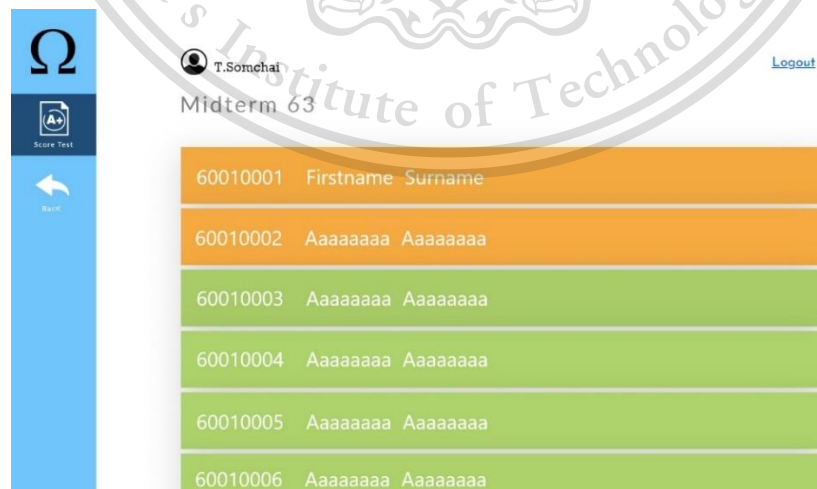 's Institute of Technolo
Ω
T.Somchai
Logout
Midterm 63
A+
Score Test
Back
60010001 Firstname Surname
60010002 Aaaaaaaa Aaaaaaaa
60010003 Aaaaaaaa Aaaaaaaa
60010004 Aaaaaaaa Aaaaaaaa
60010005 Aaaaaaaa Aaaaaaaa
60010006 Aaaaaaaa Aaaaaaaa